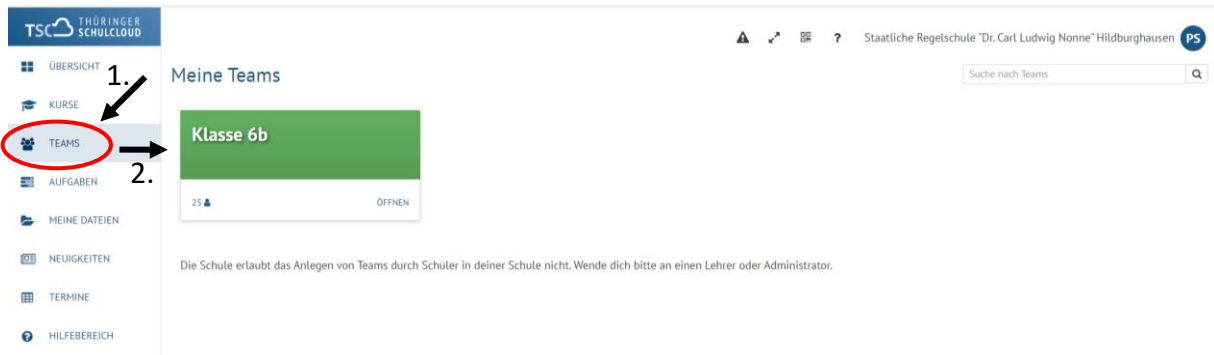 TSC THÜRINGER
SCHULCLOUD
? Staatliche Regelschule "Dr. Carl Ludwig Nonne" Hildburghausen PS
ÜBERSICHT
1.
Meine Teams
Suche nach Teams
KURSE
TEAMS
Klasse 6b
2.
AUFGABEN
25 ÖFFNEN
MEINE DATEIEN
NEUIGKEITEN
Die Schule erlaubt das Anlegen von Teams durch Schüler in deiner Schule nicht. Wende dich bitte an einen Lehrer oder Administrator.
TERMINE
HILFEBEREICH